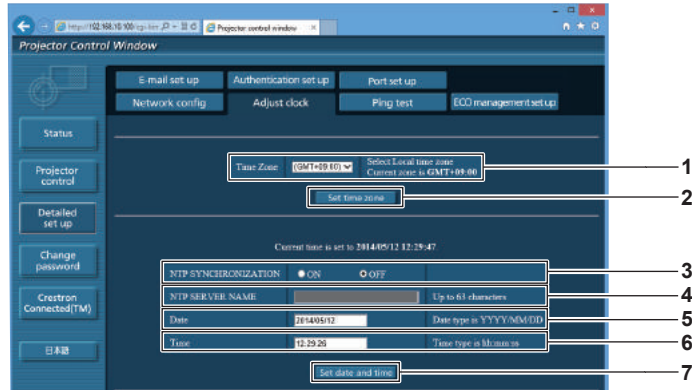 Projector control window
Projector Control Window
E-mail set up
Authentication set up
Port set up
Network config
Adjust clock
Ping test
ECO management set up
Status
Projector control
Detailed set up
Change password
Crestron Connected(TM)
日本語
Time Zone
(GMT+09:00)
Select Local time zone
Current zone is GMT+09:00
1
Set time zone
2
Current time is set to 2014/05/12 12:29:47
NTP SYNCHRONIZATION ON OFF
3
NTP SERVER NAME Up to 63 characters
4
Date 2014/05/12 Date type is YYYY/MM/DD
5
Time 12:29:26 Time type is hh:mm:ss
6
Set date and time
7